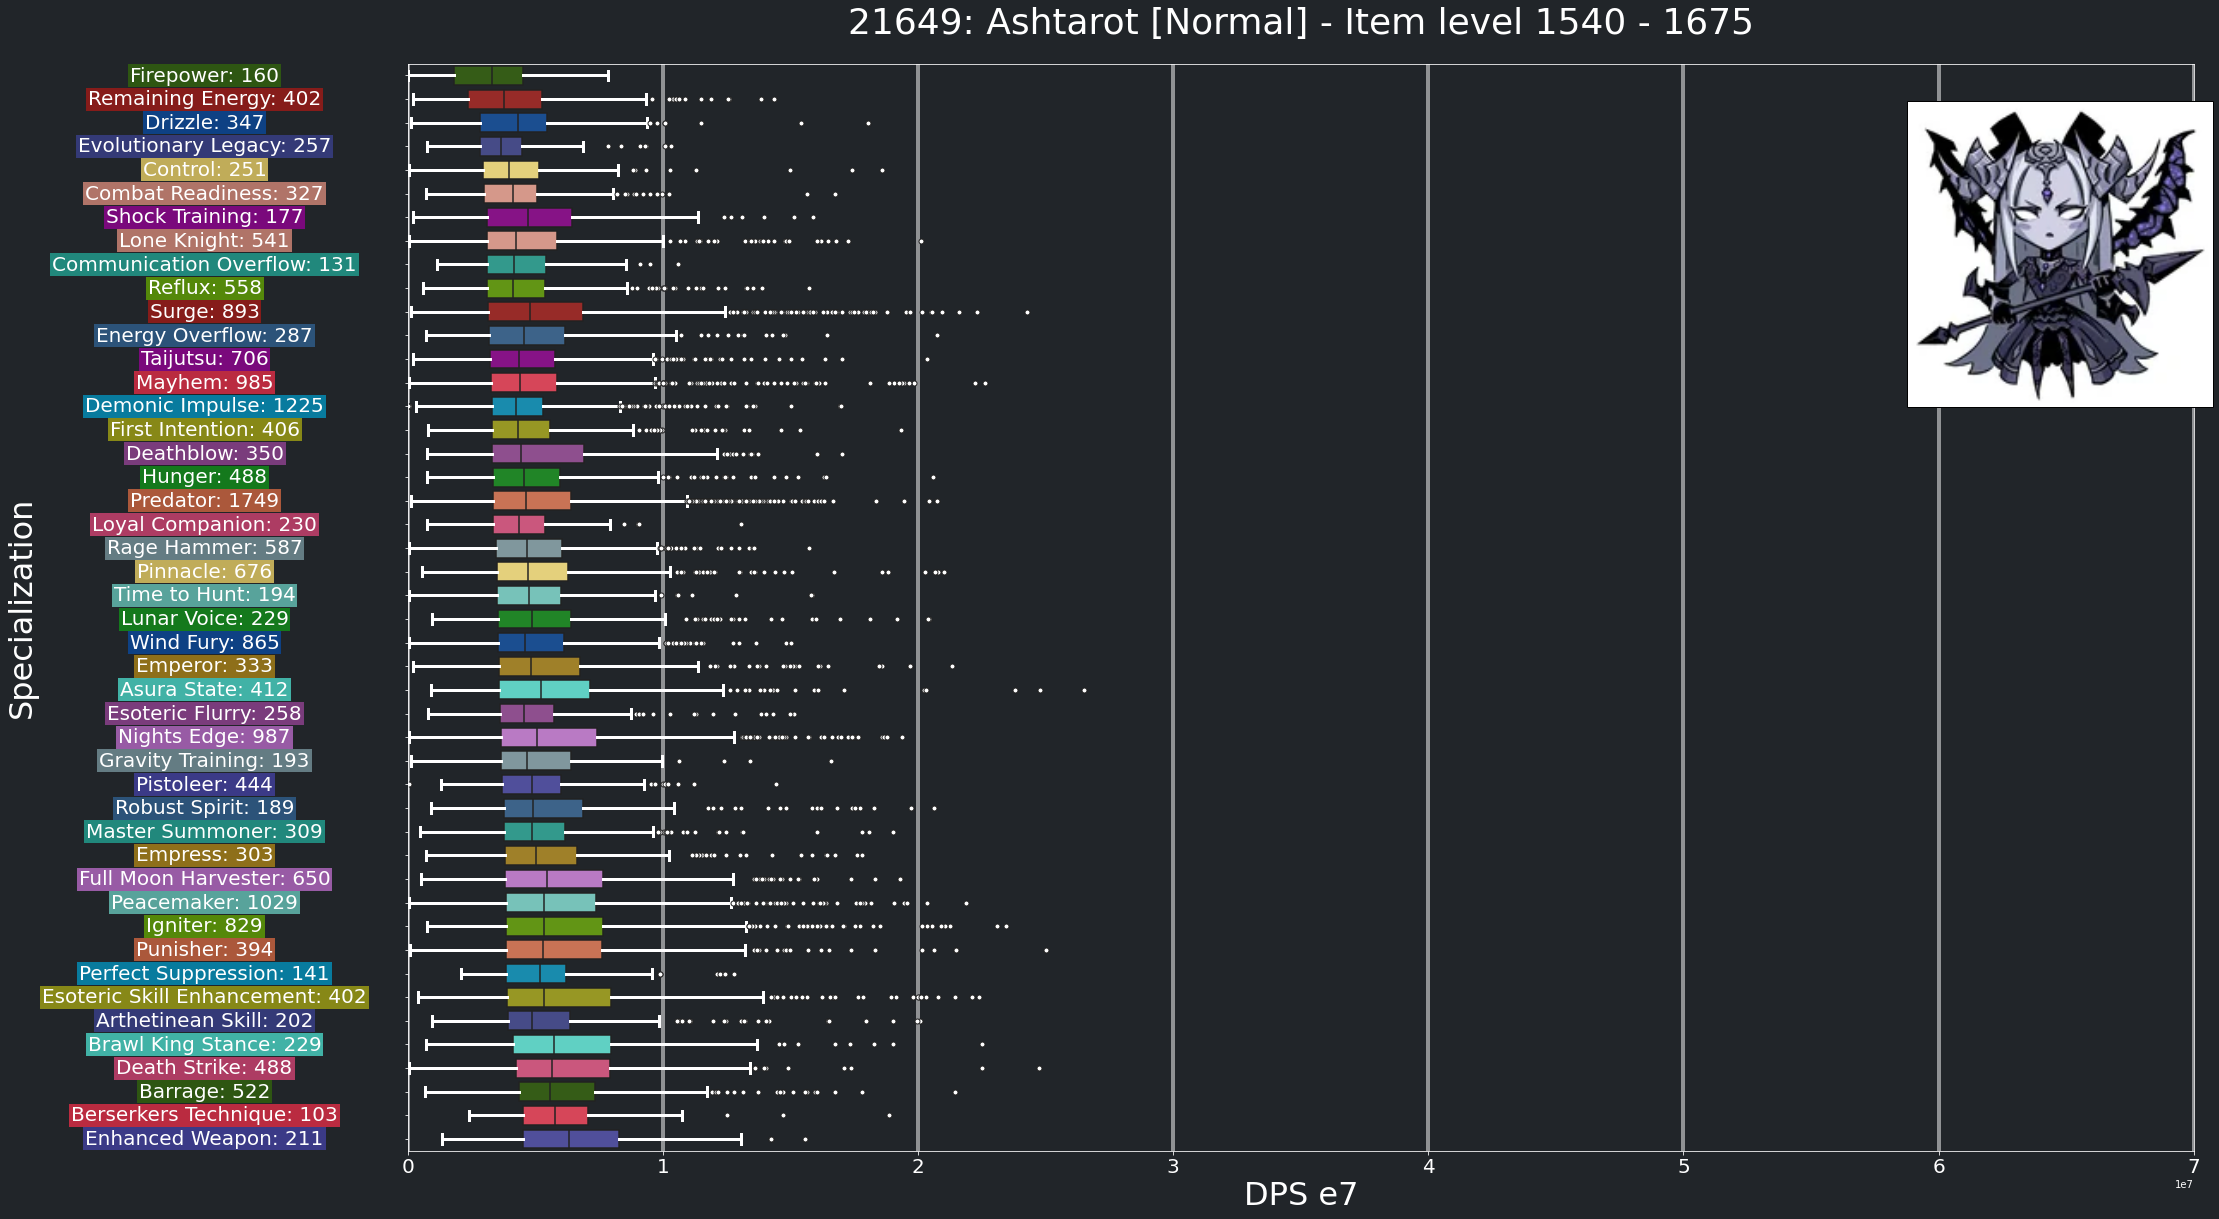 21649: Ashtarot [Normal] - Item level 1540 - 1675
Specialization
Firepower: 160
Remaining Energy: 402
Drizzle: 347
Evolutionary Legacy: 257
Control: 251
Combat Readiness: 327
Shock Training: 177
Lone Knight: 541
Communication Overflow: 131
Reflux: 558
Surge: 893
Energy Overflow: 287
Taijutsu: 706
Mayhem: 985
Demonic Impulse: 1225
First Intention: 406
Deathblow: 350
Hunger: 488
Predator: 1749
Loyal Companion: 230
Rage Hammer: 587
Pinnacle: 676
Time to Hunt: 194
Lunar Voice: 229
Wind Fury: 865
Emperor: 333
Asura State: 412
Esoteric Flurry: 258
Nights Edge: 987
Gravity Training: 193
Pistoleer: 444
Robust Spirit: 189
Master Summoner: 309
Empress: 303
Full Moon Harvester: 650
Peacemaker: 1029
Igniter: 829
Punisher: 394
Perfect Suppression: 141
Esoteric Skill Enhancement: 402
Arthetinean Skill: 202
Brawl King Stance: 229
Death Strike: 488
Barrage: 522
Berserkers Technique: 103
Enhanced Weapon: 211
0 1 2 3 4 5 6 7
1e7
DPS e7